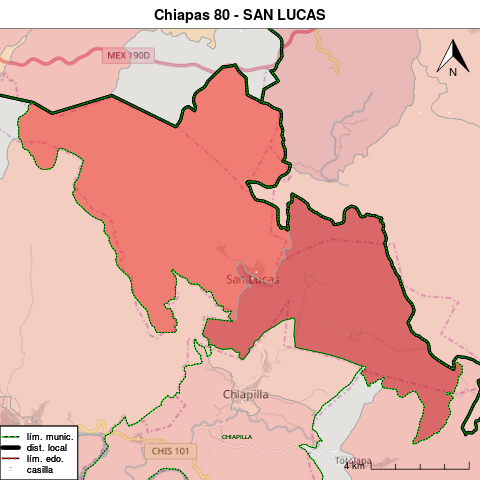 Chiapas 80 - SAN LUCAS
MEX 190D
N
San Lucas
Chiapilla
CHIAPILLA
CHIS 101
Totolapa
4 km
lím. munic.
dist. local
lím. edo.
casilla